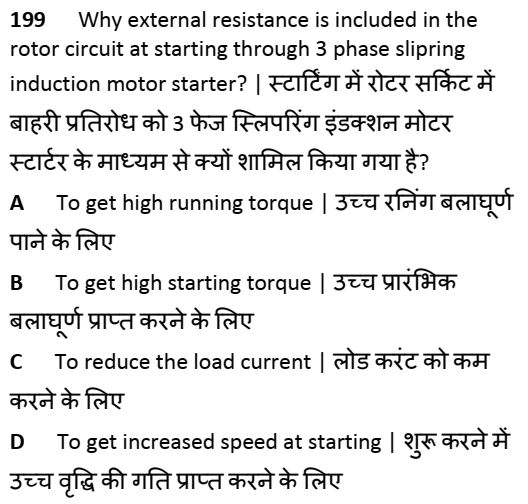 199 Why external resistance is included in the
rotor circuit at starting through 3 phase slipring
induction motor starter? | स्टार्टिंग में रोटर सर्किट में
बाहरी प्रतिरोध को 3 फेज स्लिपरिंग इंडक्शन मोटर
स्टार्टर के माध्यम से क्यों शामिल किया गया है?
A To get high running torque | उच्च रनिंग बलाघूर्ण
पाने के लिए
B To get high starting torque | उच्च प्रारंभिक
बलाघूर्ण प्राप्त करने के लिए
C To reduce the load current | लोड करंट को कम
करने के लिए
D To get increased speed at starting | शुरू करने में
उच्च वृद्धि की गति प्राप्त करने के लिए